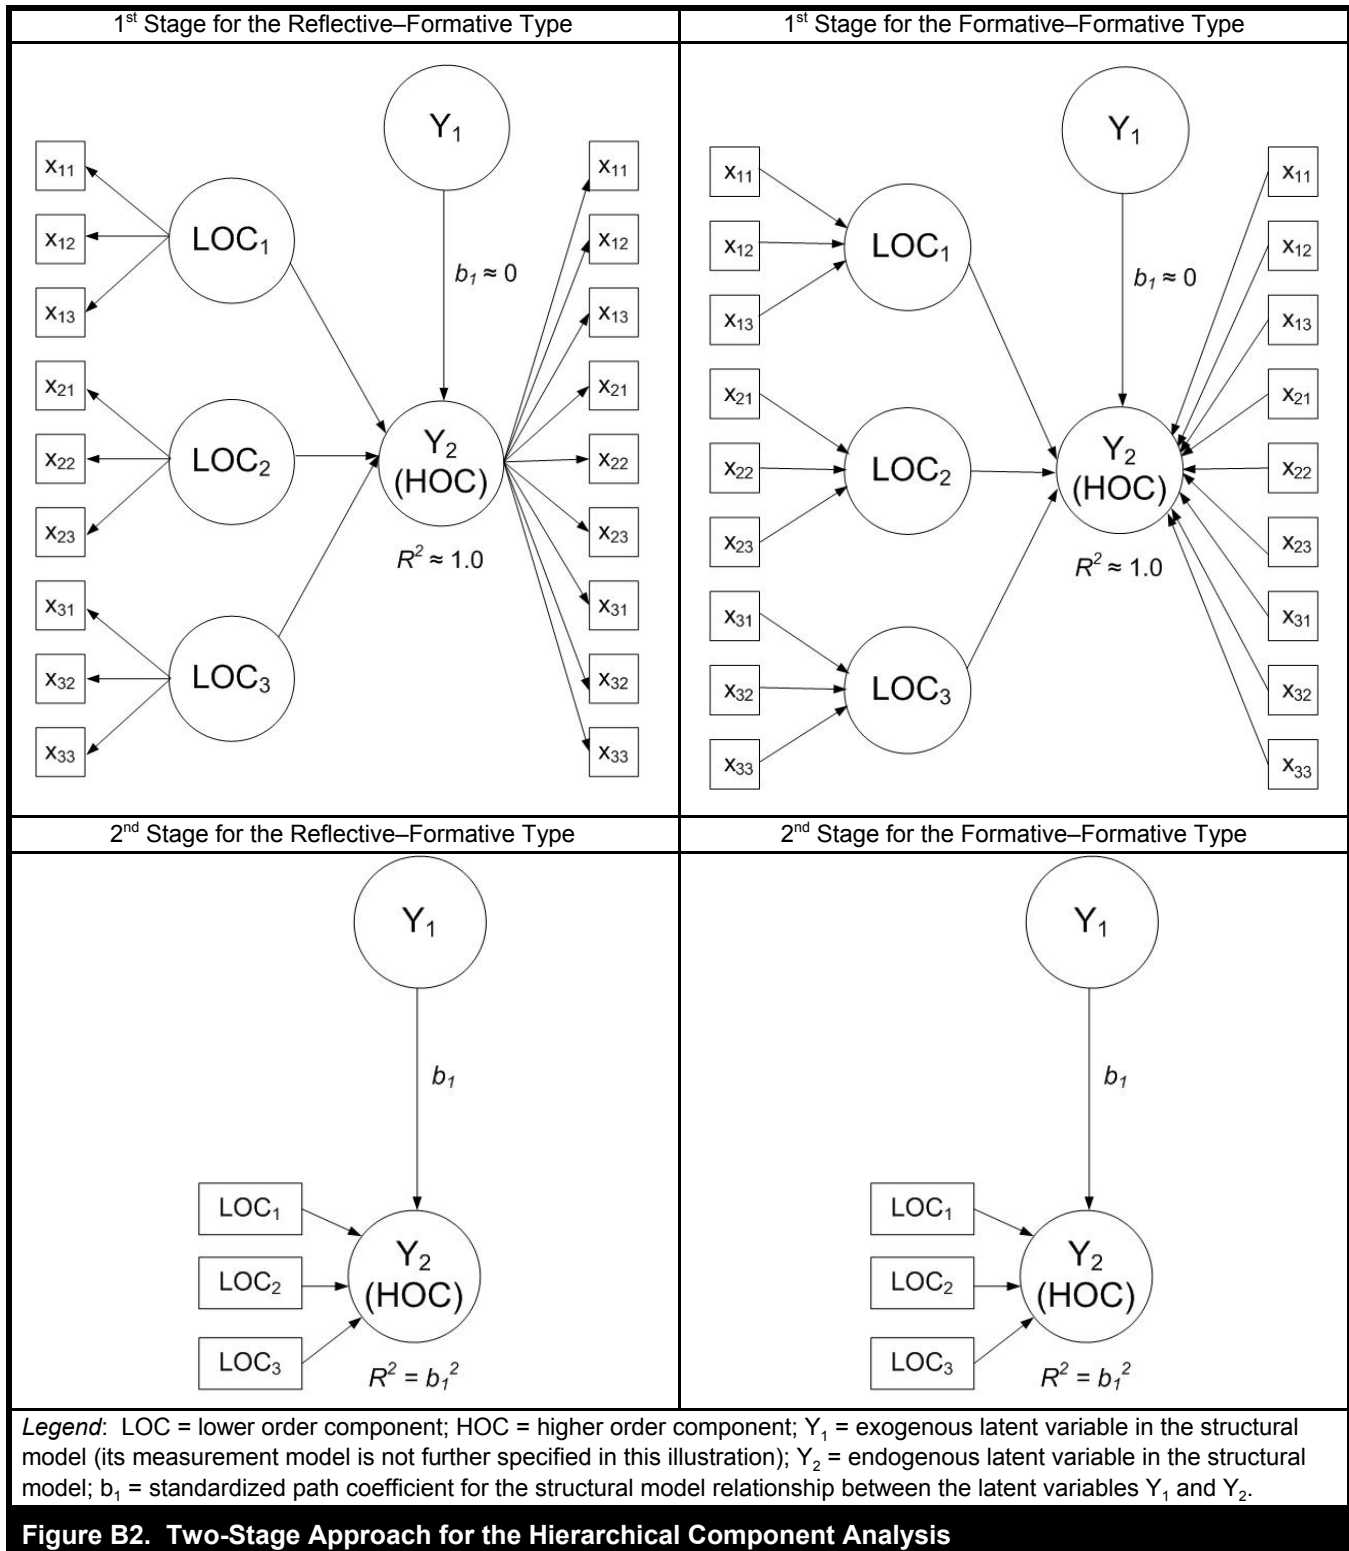 1st Stage for the Reflective–Formative Type
Y1
x11
x12
x13
x21
x22
x23
x31
x32
x33
LOC1
LOC2
LOC3
b1 ≈ 0
Y2
(HOC)
R² ≈ 1.0
x11
x12
x13
x21
x22
x23
x31
x32
x33
1st Stage for the Formative–Formative Type
Y1
x11
x12
x13
x21
x22
x23
x31
x32
x33
LOC1
LOC2
LOC3
b1 ≈ 0
Y2
(HOC)
R² ≈ 1.0
x11
x12
x13
x21
x22
x23
x31
x32
x33
2nd Stage for the Reflective–Formative Type
Y1
b1
LOC1
LOC2
LOC3
Y2
(HOC)
R² = b1²
2nd Stage for the Formative–Formative Type
Y1
b1
LOC1
LOC2
LOC3
Y2
(HOC)
R² = b1²
Legend: LOC = lower order component; HOC = higher order component; Y1 = exogenous latent variable in the structural
model (its measurement model is not further specified in this illustration); Y2 = endogenous latent variable in the structural
model; b1 = standardized path coefficient for the structural model relationship between the latent variables Y1 and Y2.
Figure B2. Two-Stage Approach for the Hierarchical Component Analysis